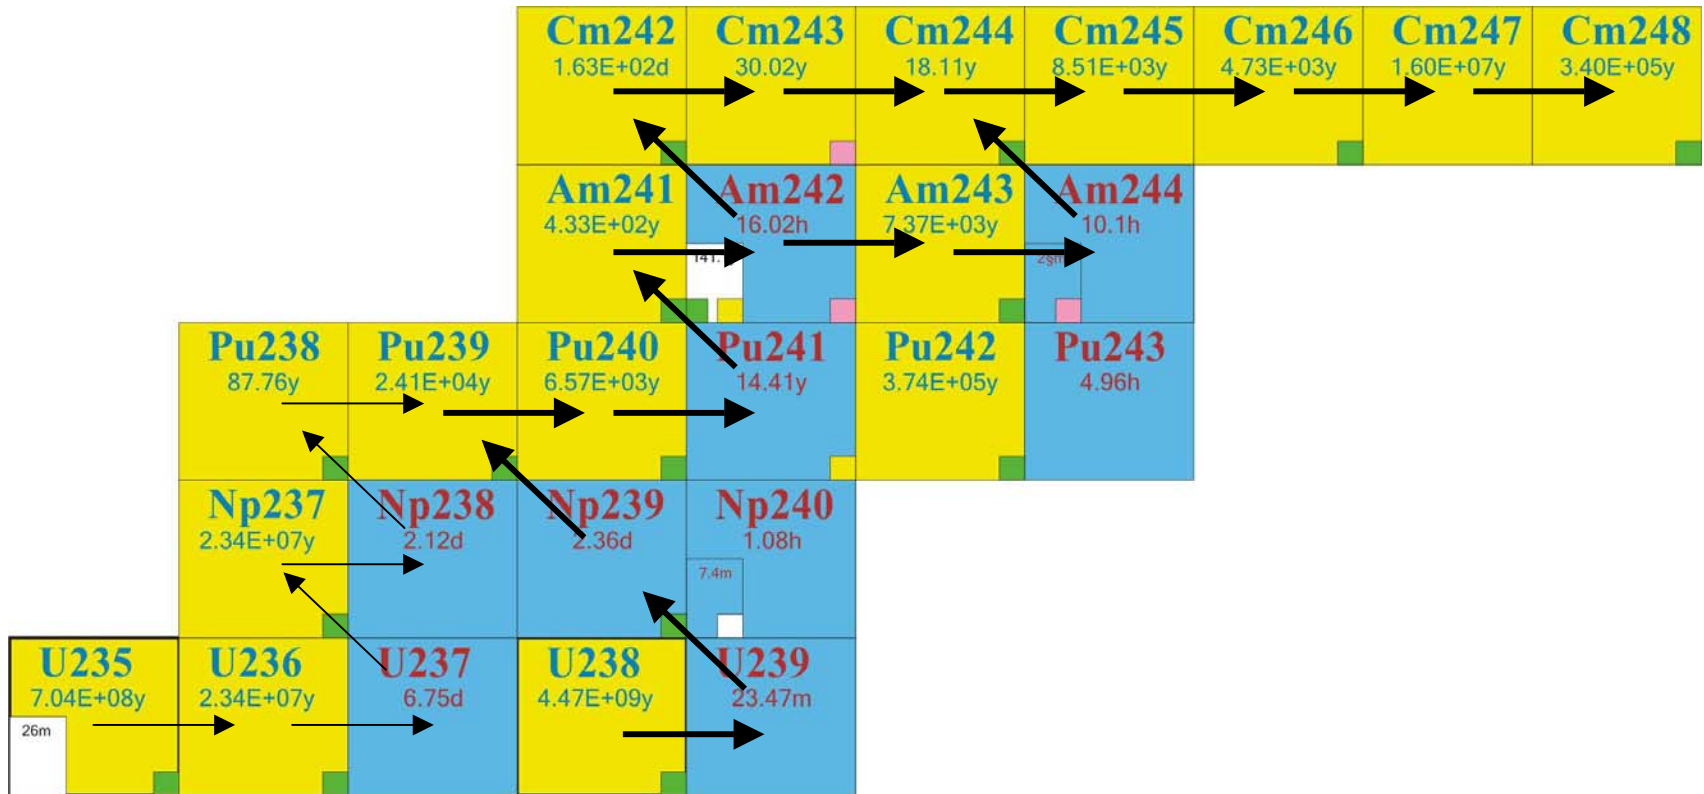 Cm242 Cm243 Cm244 Cm245 Cm246 Cm247 Cm248
1.63E+02d 30.02y 18.11y 8.51E+03y 4.73E+03y 1.60E+07y 3.40E+05y
Am241 Am242 Am243 Am244
4.33E+02y 16.02h 7.37E+03y 10.1h
Pu238 Pu239 Pu240 Pu241 Pu242 Pu243
87.76y 2.41E+04y 6.57E+03y 14.41y 3.74E+05y 4.96h
Np237 Np238 Np239 Np240
2.34E+07y 2.12d 2.36d 1.08h
7.4m
U235 U236 U237 U238 U239
7.04E+08y 2.34E+07y 6.75d 4.47E+09y 23.47m
26m